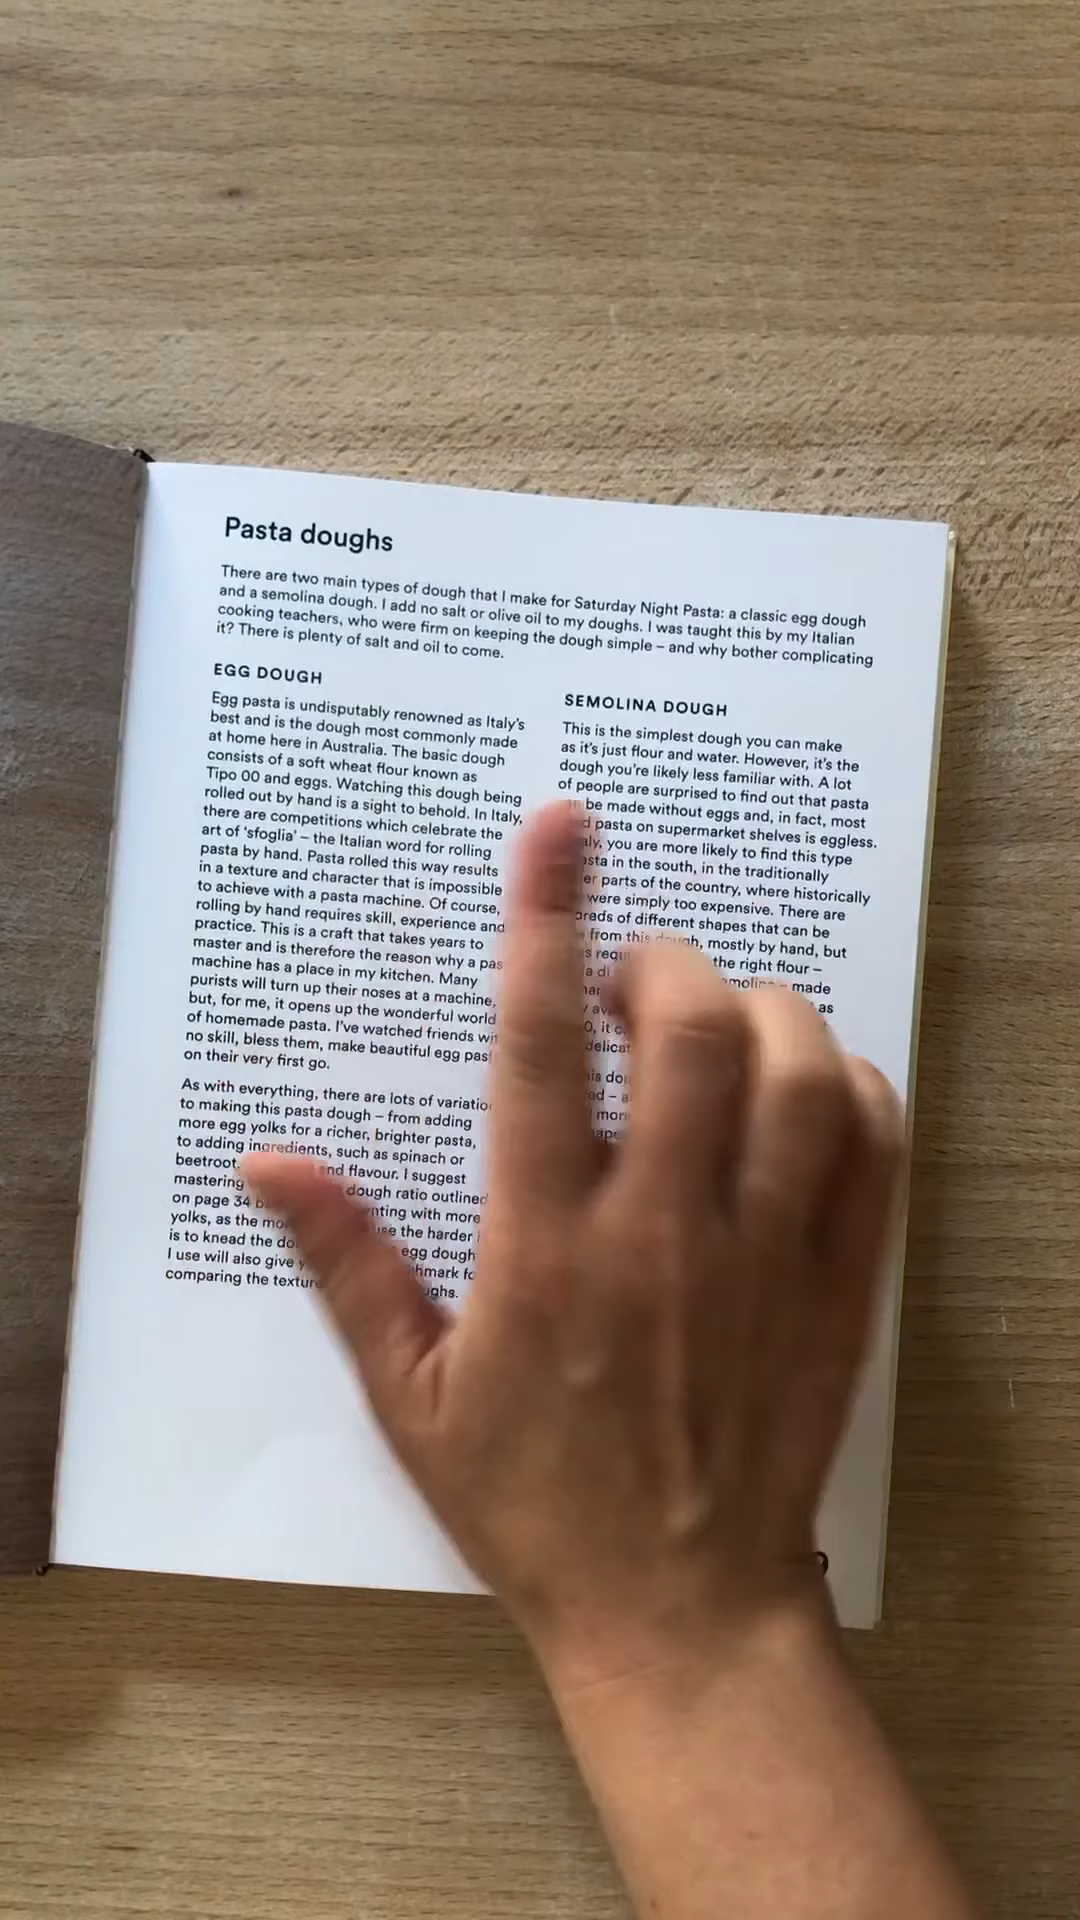 Pasta doughs
There are two main types of dough that I make for Saturday Night Pasta: a classic egg dough
and a semolina dough. I add no salt or olive oil to my doughs. I was taught this by my Italian
cooking teachers, who were firm on keeping the dough simple – and why bother complicating
it? There is plenty of salt and oil to come.
EGG DOUGH
Egg pasta is undisputably renowned as Italy's
best and is the dough most commonly made
at home here in Australia. The basic dough
consists of a soft wheat flour known as
Tipo 00 and eggs. Watching this dough being
rolled out by hand is a sight to behold. In Italy,
there are competitions which celebrate the
art of 'sfoglia' – the Italian word for rolling
pasta by hand. Pasta rolled this way results
in a texture and character that is impossible
to achieve with a pasta machine. Of course,
rolling by hand requires skill, experience and
practice. This is a craft that takes years to
master and is therefore the reason why a
machine has a place in my kitchen. Many
purists will turn up their noses at a machine,
but, for me, it opens up the wonderful world
of homemade pasta. I've watched friends
no skill, bless them, make beautiful egg
on their very first go.
As with everything, there are lots of
to making this pasta dough – from adding
more egg yolks for a richer, brighter pasta,
to adding ingredients, such as spinach or
beetroot, and flavour. I suggest
mastering dough ratio outlined
on page 34 with more
yolks, as the the harder
is to knead the egg dough
I use will also give
comparing the
SEMOLINA DOUGH
This is the simplest dough you can make
as it's just flour and water. However, it's the
dough you're likely less familiar with. A lot
of people are surprised to find out that pasta
be made without eggs and, in fact, most
pasta on supermarket shelves is eggless.
you are more likely to find this type
in the south, in the traditionally
parts of the country, where historically
were simply too expensive. There are
of different shapes that can be
from this dough, mostly by hand, but
the right flour –
made
as